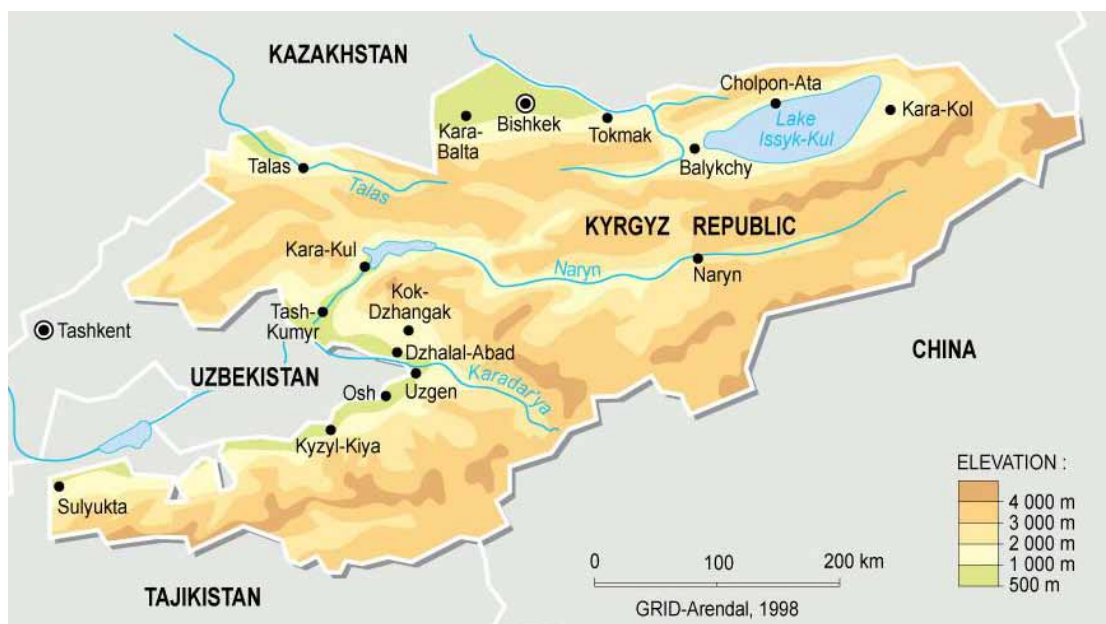 KAZAKHSTAN
Cholpon-Ata
Kara-Kol
Bishkek
Lake
Issyk-Kul
Kara-
Balta
Tokmak
Balykchy
Talas
Talas
KYRGYZ REPUBLIC
Kara-Kul
Naryn
Naryn
Kok-
Dzhangak
Tash-
Kumyr
Tashkent
Dzhalal-Abad
CHINA
UZBEKISTAN
Karadar'ya
Uzgen
Osh
Kyzyl-Kiya
Sulyukta
TAJIKISTAN
ELEVATION :
4 000 m
3 000 m
2 000 m
1 000 m
500 m
0 100 200 km
GRID-Arendal, 1998